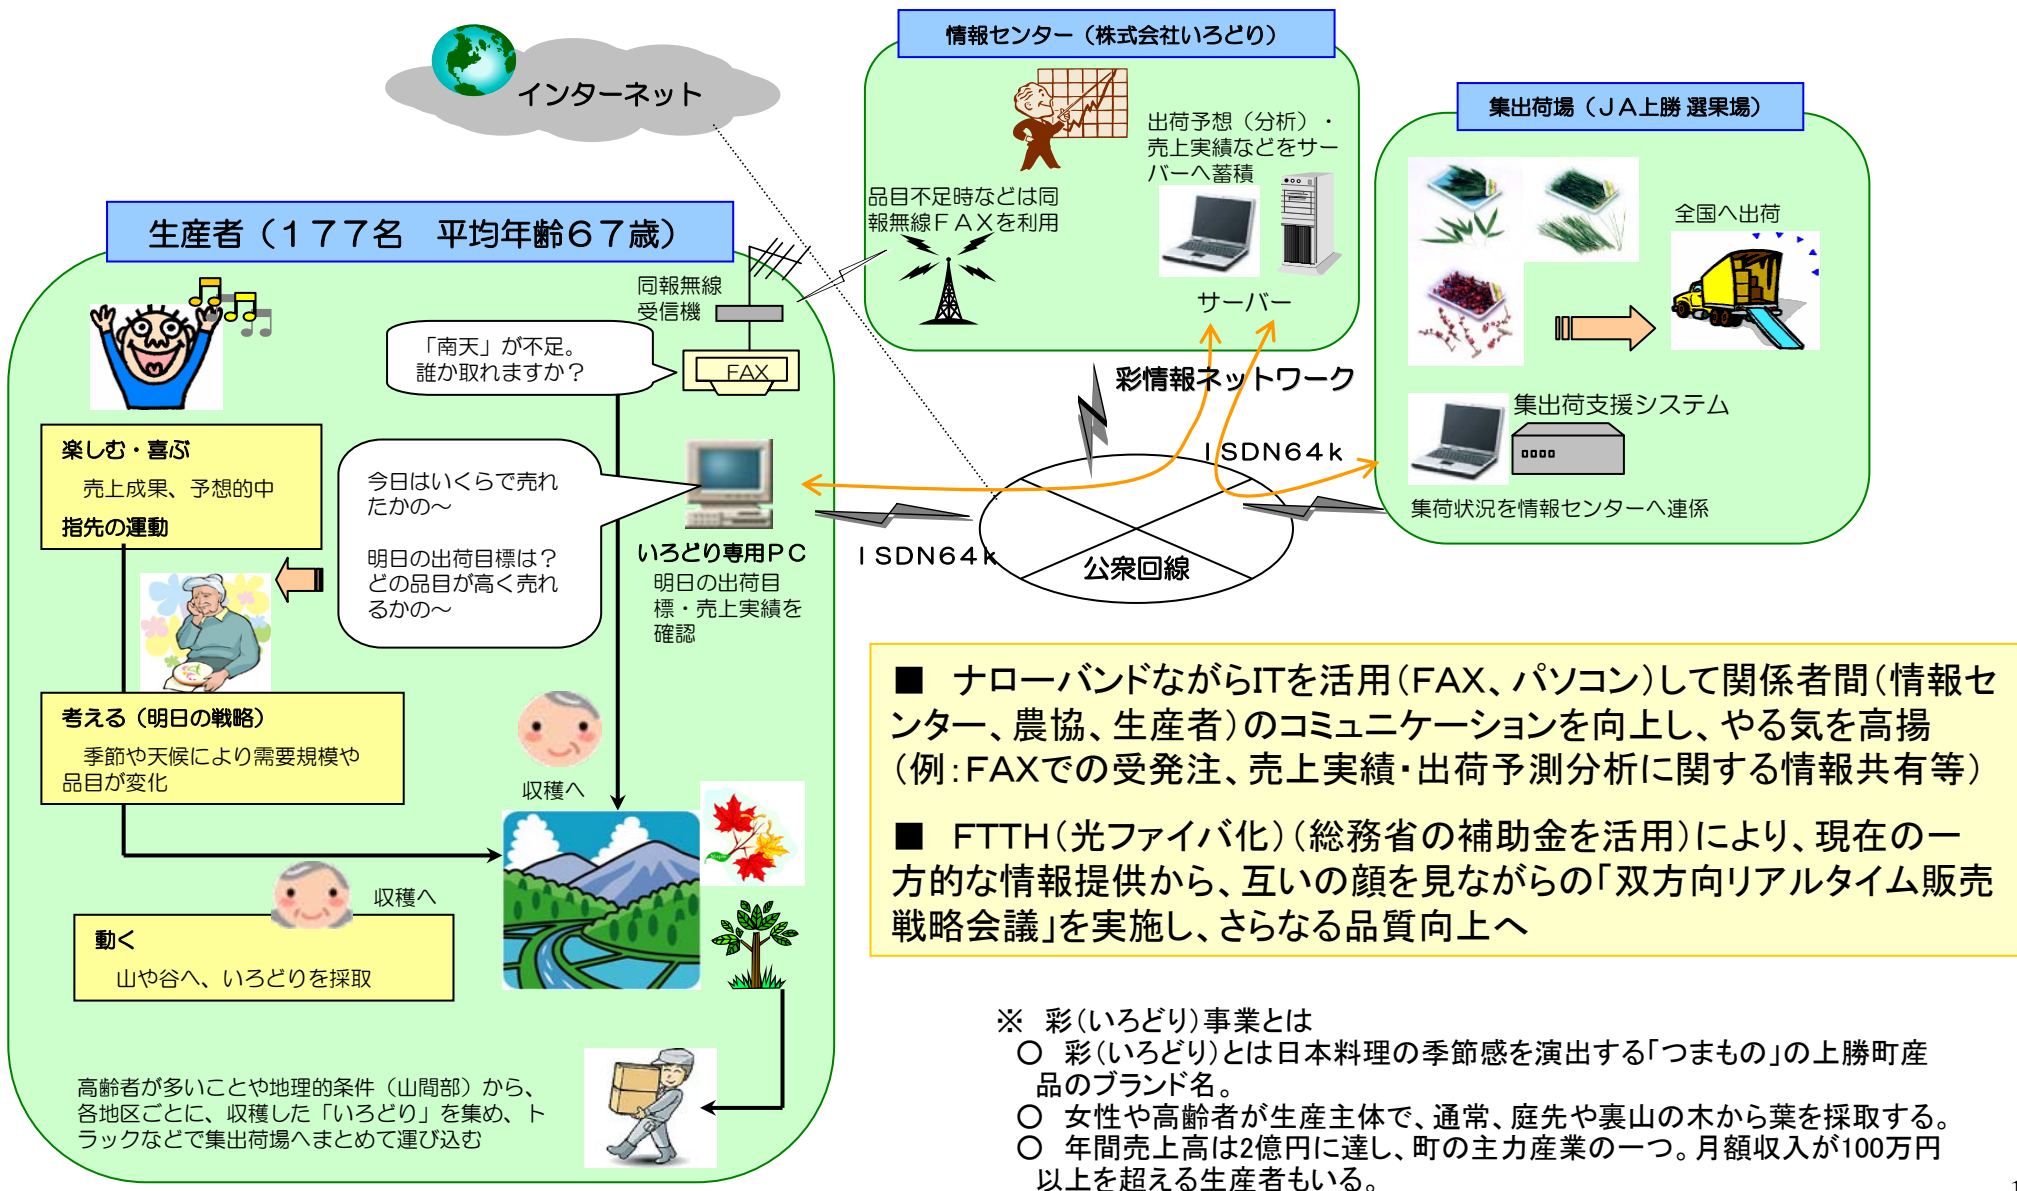 インターネット
情報センター（株式会社いろどり）
出荷予想（分析）・
売上実績などをサー
バーへ蓄積
品目不足時などは同
報無線ＦＡＸを利用
サーバー
集出荷場（ＪＡ上勝 選果場）
全国へ出荷
集出荷支援システム
集荷状況を情報センターへ連係
彩情報ネットワーク
ＩＳＤＮ６４ｋ
ＩＳＤＮ６４ｋ
公衆回線
生産者（１７７名　平均年齢６７歳）
同報無線
受信機
FAX
「南天」が不足。
誰か取れますか？
楽しむ・喜ぶ
売上成果、予想的中
指先の運動
今日はいくらで売れ
たかの～
明日の出荷目標は？
どの品目が高く売れ
るかの～
いろどり専用ＰＣ
明日の出荷目
標・売上実績を
確認
考える（明日の戦略）
季節や天候により需要規模や
品目が変化
収穫へ
収穫へ
動く
山や谷へ、いろどりを採取
高齢者が多いことや地理的条件（山間部）から、
各地区ごとに、収穫した「いろどり」を集め、ト
ラックなどで集出荷場へまとめて運び込む
■　ナローバンドながらITを活用（FAX、パソコン）して関係者間（情報セ
ンター、農協、生産者）のコミュニケーションを向上し、やる気を高揚
（例：FAXでの受発注、売上実績・出荷予測分析に関する情報共有等）
■　FTTH（光ファイバ化）（総務省の補助金を活用）により、現在の一
方的な情報提供から、互いの顔を見ながらの「双方向リアルタイム販売
戦略会議」を実施し、さらなる品質向上へ
※　彩（いろどり）事業とは
○　彩（いろどり）とは日本料理の季節感を演出する「つまもの」の上勝町産
品のブランド名。
○　女性や高齢者が生産主体で、通常、庭先や裏山の木から葉を採取する。
○　年間売上高は2億円に達し、町の主力産業の一つ。月額収入が100万円
以上を超える生産者もいる。